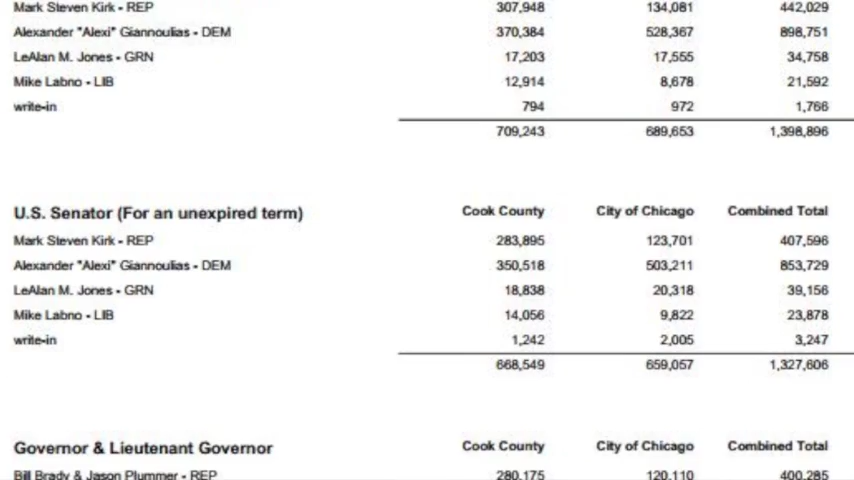 Mark Steven Kirk - REP 307,948 134,081 442,029
Alexander "Alexi" Giannoulias - DEM 370,384 528,367 898,751
LeAlan M. Jones - GRN 17,203 17,555 34,758
Mike Labno - LIB 12,914 8,678 21,592
write-in 794 972 1,766
709,243 689,653 1,398,896
U.S. Senator (For an unexpired term) Cook County City of Chicago Combined Total
Mark Steven Kirk - REP 283,895 123,701 407,596
Alexander "Alexi" Giannoulias - DEM 350,518 503,211 853,729
LeAlan M. Jones - GRN 18,838 20,318 39,156
Mike Labno - LIB 14,056 9,822 23,878
write-in 1,242 2,005 3,247
668,549 659,057 1,327,606
Governor & Lieutenant Governor Cook County City of Chicago Combined Total
Bill Brady & Jason Plummer - REP 280,175 120,110 400,285